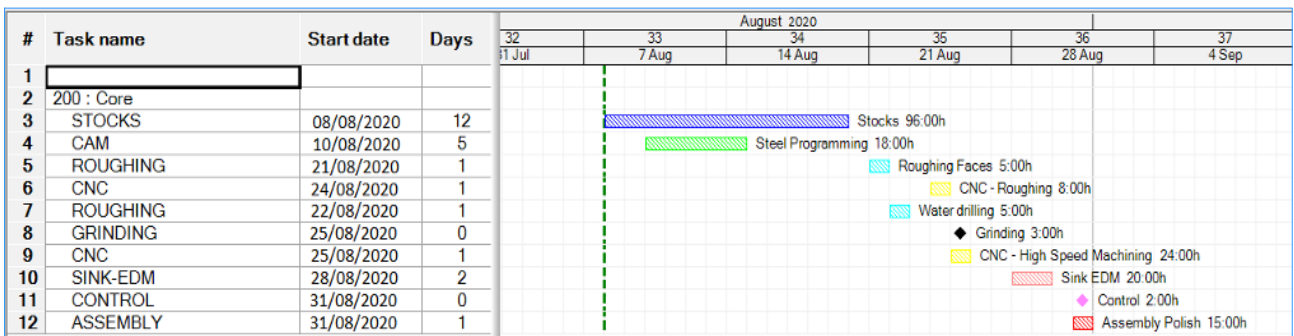 August 2020
# Task name Start date Days 32 33 34 35 36 37
31 Jul 7 Aug 14 Aug 21 Aug 28 Aug 4 Sep
1
2 200 : Core
3 STOCKS 08/08/2020 12 Stocks 96:00h
4 CAM 10/08/2020 5 Steel Programming 18:00h
5 ROUGHING 21/08/2020 1 Roughing Faces 5:00h
6 CNC 24/08/2020 1 CNC - Roughing 8:00h
7 ROUGHING 22/08/2020 1 Water drilling 5:00h
8 GRINDING 25/08/2020 0 Grinding 3:00h
9 CNC 25/08/2020 1 CNC - High Speed Machining 24:00h
10 SINK-EDM 28/08/2020 2 Sink EDM 20:00h
11 CONTROL 31/08/2020 0 Control 2:00h
12 ASSEMBLY 31/08/2020 1 Assembly Polish 15:00h